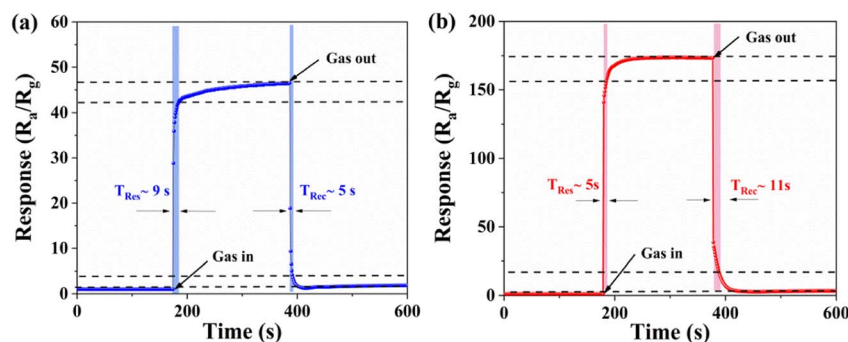 (a)
60
50
40
30
20
10
0
Response (Ra/Rg)
Gas out
TRes~ 9 s
TRec~ 5 s
Gas in
0
200
400
600
Time (s)
(b)
200
150
100
50
0
Response (Ra/Rg)
Gas out
TRes~ 5s
TRec~ 11s
Gas in
0
200
400
600
Time (s)